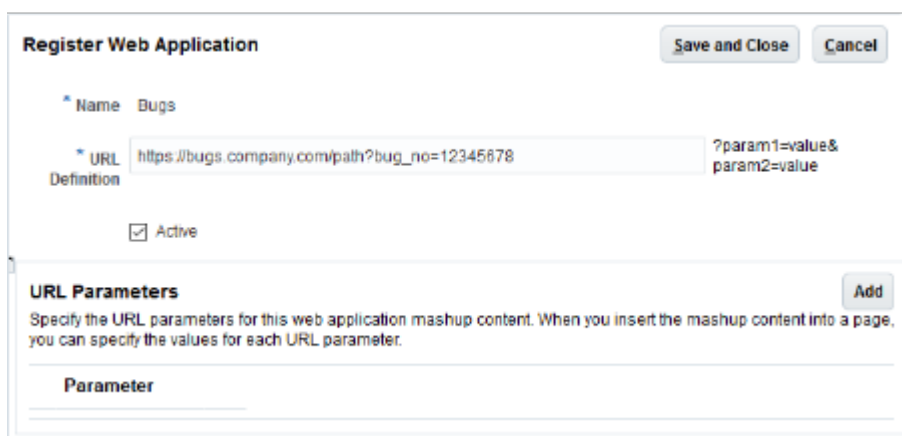 Register Web Application
Save and Close
Cancel
* Name Bugs
* URL Definition
https://bugs.company.com/path?bug_no=12345678
?param1=value&
param2=value
Active
URL Parameters
Add
Specify the URL parameters for this web application mashup content. When you insert the mashup content into a page,
you can specify the values for each URL parameter.
Parameter